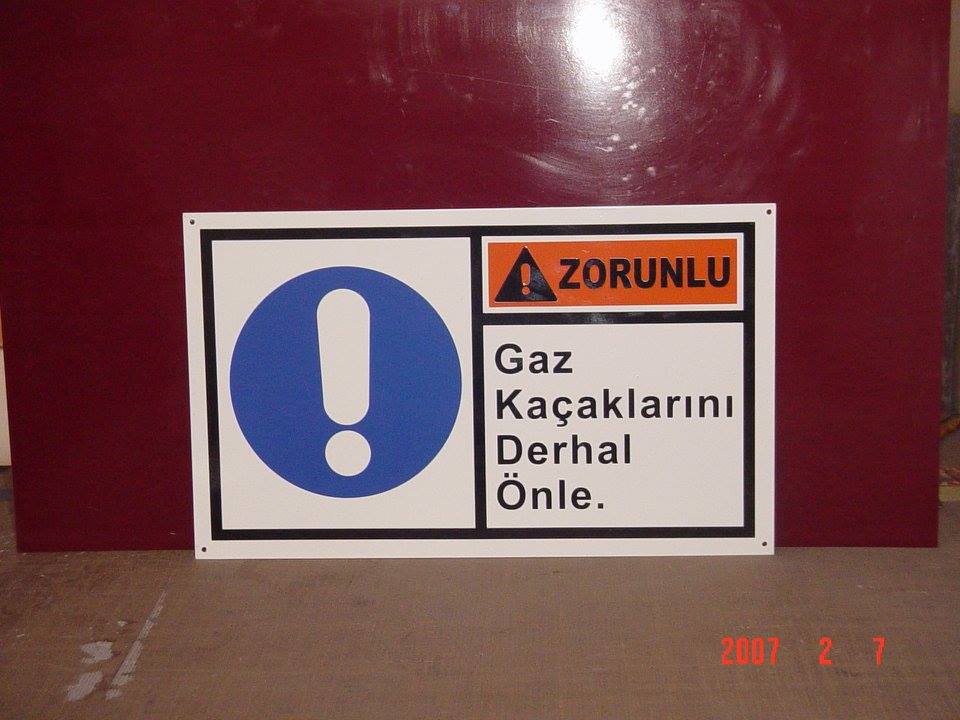 ZORUNLU
Gaz
Kaçaklarını
Derhal
Önle.
2007 2 7